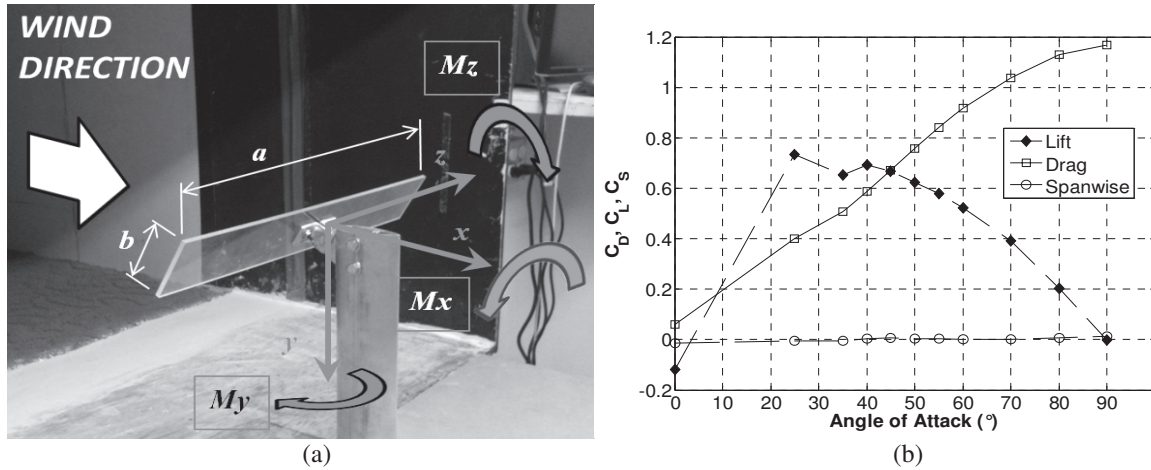 WIND
DIRECTION
Mz
a
z
b
x
Mx
y
My
(a)
1.2
1
0.8
0.6
0.4
0.2
0
-0.2
C_D, C_L, C_S
Lift
Drag
Spanwise
0 10 20 30 40 50 60 70 80 90
Angle of Attack (°)
(b)